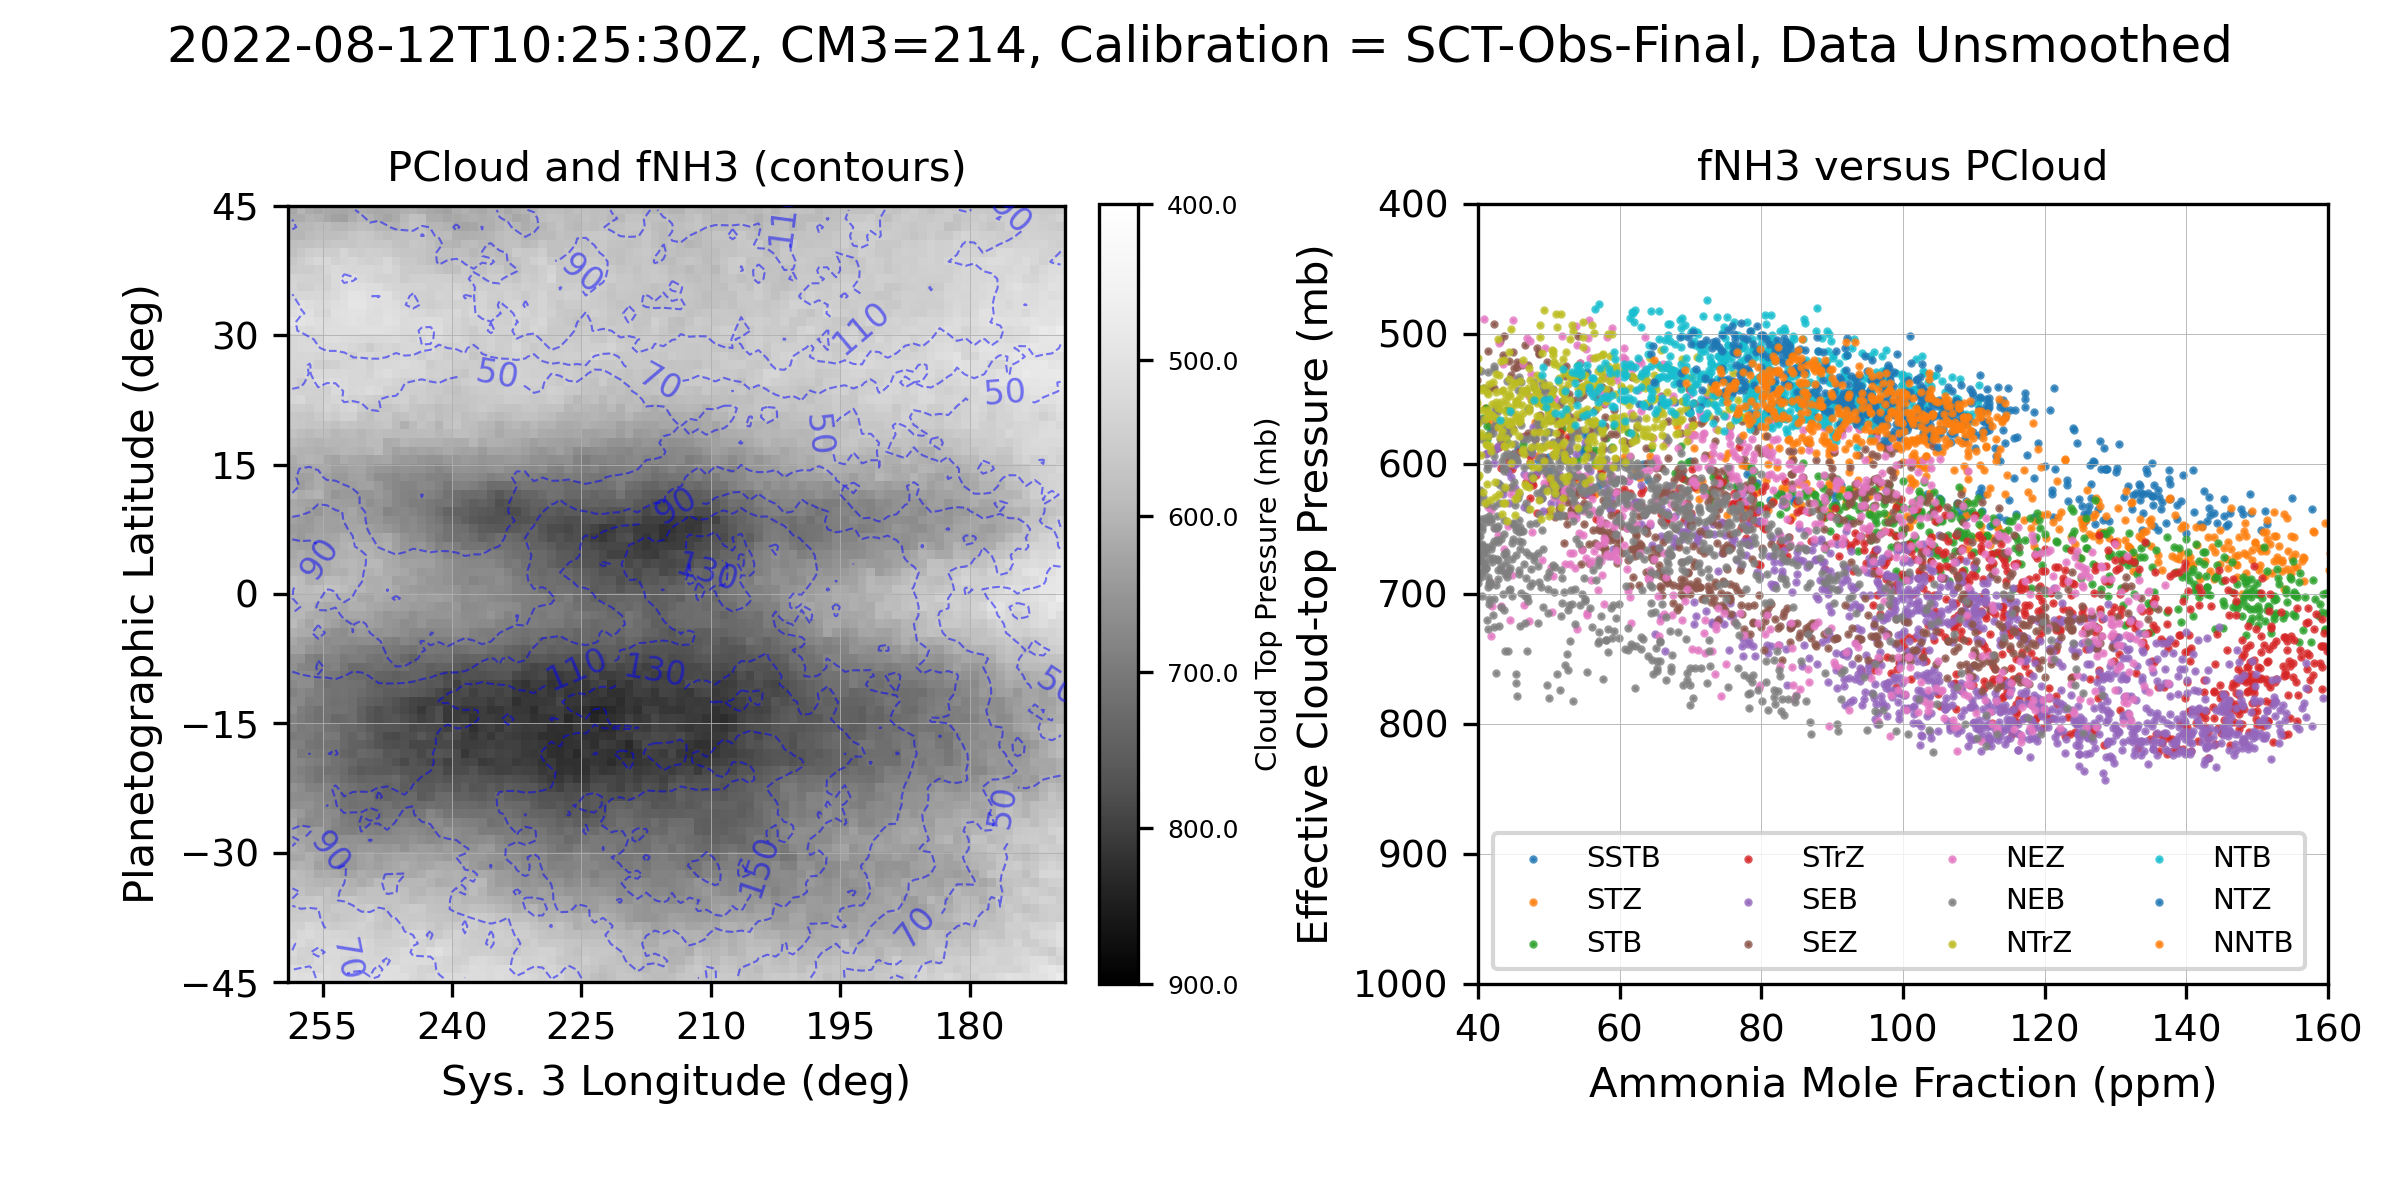 2022-08-12T10:25:30Z, CM3=214, Calibration = SCT-Obs-Final, Data Unsmoothed
PCloud and fNH3 (contours)
Planetographic Latitude (deg)
45
30
15
0
−15
−30
−45
255
240
225
210
195
180
Sys. 3 Longitude (deg)
90
110
50
70
50
50
90
90
130
110
130
50
50
90
150
70
70
400.0
500.0
600.0
700.0
800.0
900.0
Cloud Top Pressure (mb)
fNH3 versus PCloud
Effective Cloud-top Pressure (mb)
400
500
600
700
800
900
1000
40
60
80
100
120
140
160
Ammonia Mole Fraction (ppm)
SSTB
STZ
STB
STrZ
SEB
SEZ
NEZ
NEB
NTrZ
NTB
NTZ
NNTB